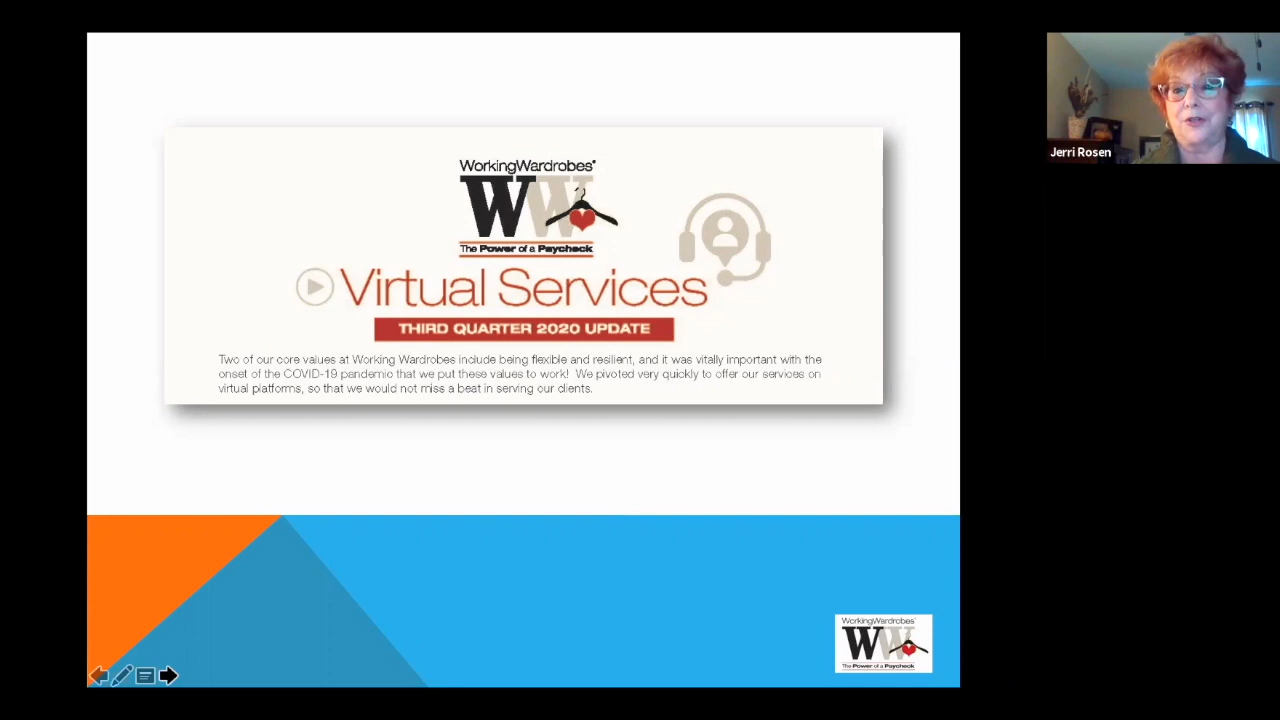 WorkingWardrobes®
WW
The Power of a Paycheck
Virtual Services
THIRD QUARTER 2020 UPDATE
Two of our core values at Working Wardrobes include being flexible and resilient, and it was vitally important with the
onset of the COVID-19 pandemic that we put these values to work! We pivoted very quickly to offer our services on
virtual platforms, so that we would not miss a beat in serving our clients.
Jerri Rosen
WorkingWardrobes®
WW
The Power of a Paycheck